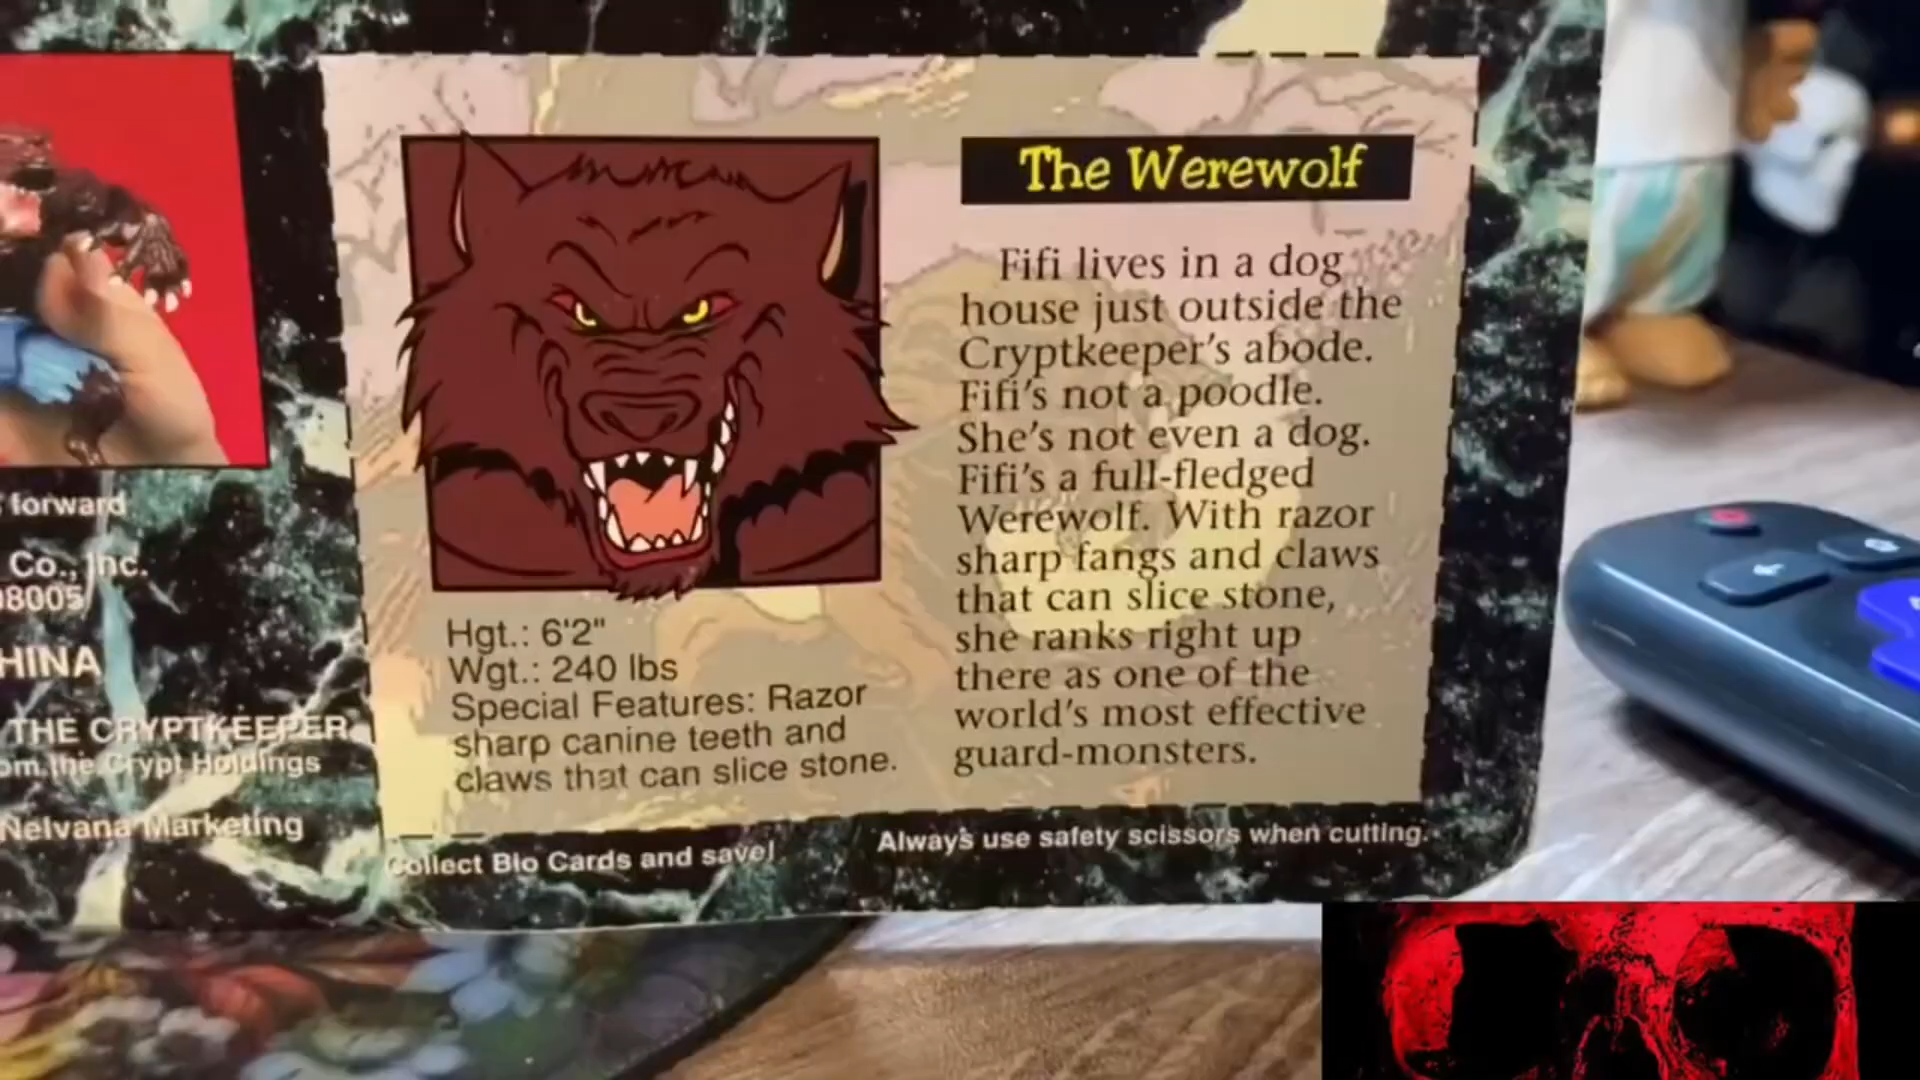 forward
Co., Inc.
08005
HINA
THE CRYPTKEEPER
om the Crypt Holdings
Nelvana Marketing
Hgt.: 6'2"
Wgt.: 240 lbs
Special Features: Razor
sharp canine teeth and
claws that can slice stone.
The Werewolf
Fifi lives in a dog
house just outside the
Cryptkeeper's abode.
Fifi's not a poodle.
She's not even a dog.
Fifi's a full-fledged
Werewolf. With razor
sharp fangs and claws
that can slice stone,
she ranks right up
there as one of the
world's most effective
guard-monsters.
Collect Bio Cards and save!
Always use safety scissors when cutting.